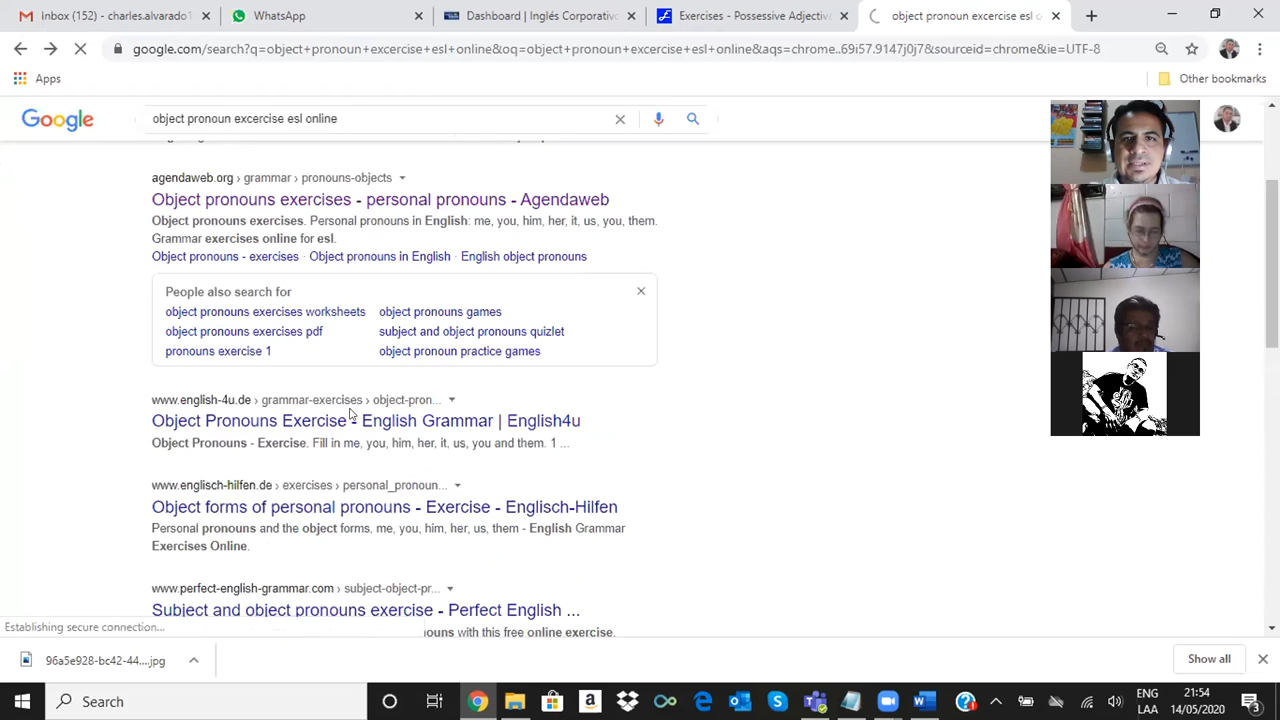 Inbox (152) - charles.alvarado1
WhatsApp
Dashboard | Inglés Corporativo
Exercises - Possessive Adjectiv
object pronoun excercise esl o
google.com/search?q=object+pronoun+excercise+esl+online&oq=object+pronoun+excercise+esl+online&aqs=chrome..69i57.9147j0j7&sourceid=chrome&ie=UTF-8
Apps
Other bookmarks
Google
object pronoun excercise esl online
agendaweb.org › grammar › pronouns-objects
Object pronouns exercises - personal pronouns - Agendaweb
Object pronouns exercises. Personal pronouns in English: me, you, him, her, it, us, you, them.
Grammar exercises online for esl.
Object pronouns - exercises · Object pronouns in English · English object pronouns
People also search for
object pronouns exercises worksheets
object pronouns games
object pronouns exercises pdf
subject and object pronouns quizlet
pronouns exercise 1
object pronoun practice games
www.english-4u.de › grammar-exercises › object-pron...
Object Pronouns Exercise - English Grammar | English4u
Object Pronouns - Exercise. Fill in me, you, him, her, it, us, you and them. 1 ...
www.englisch-hilfen.de › exercises › personal_pronoun...
Object forms of personal pronouns - Exercise - Englisch-Hilfen
Personal pronouns and the object forms, me, you, him, her, us, them - English Grammar
Exercises Online.
www.perfect-english-grammar.com › subject-object-pr...
Subject and object pronouns exercise - Perfect English ...
ouns with this free online exercise.
Establishing secure connection...
96a5e928-bc42-44....jpg
Show all
Search
ENG
21:54
LAA
14/05/2020
3